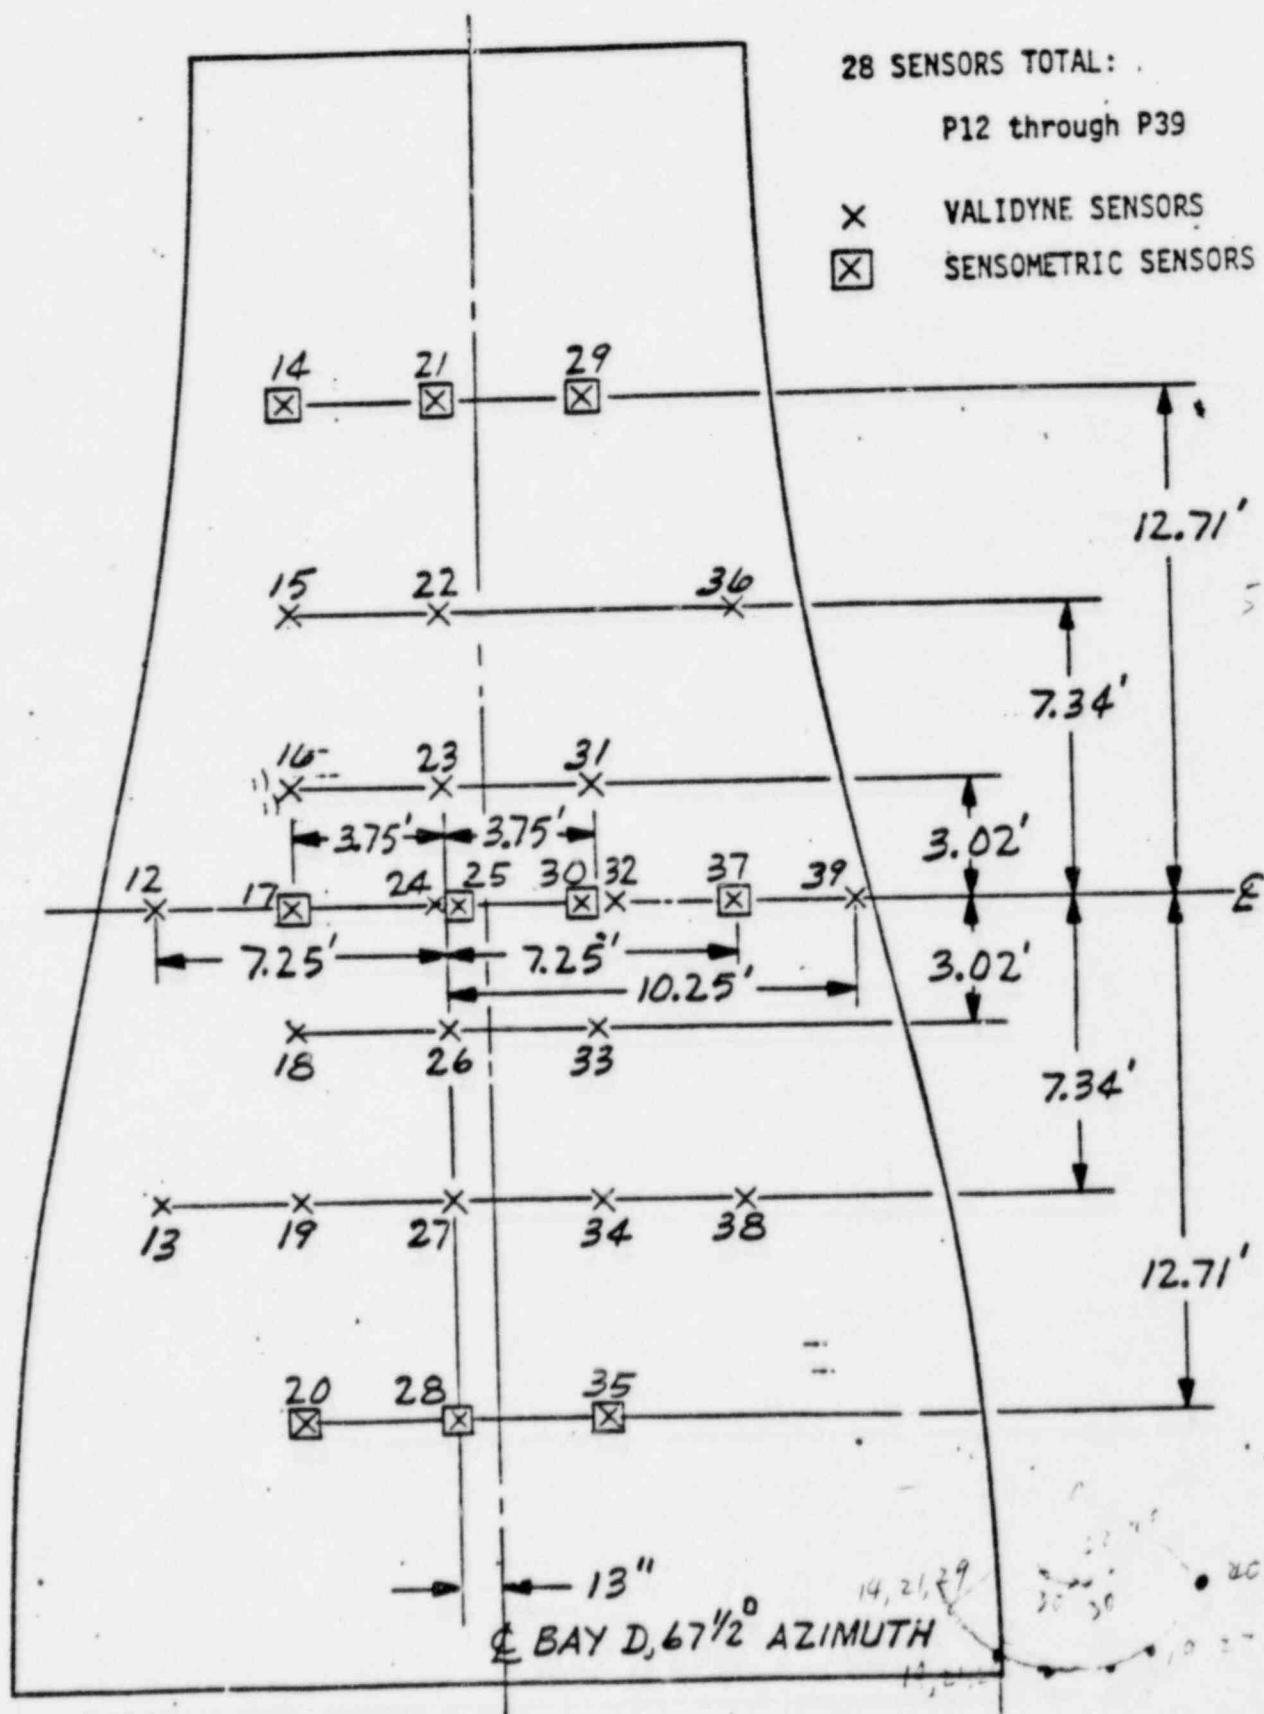 28 SENSORS TOTAL:
P12 through P39
VALIDYNE SENSORS
SENSOMETRIC SENSORS
14 21 29
12.71'
15 22 36
7.34'
16 23 31
3.75' 3.75'
3.02'
12 17 24 25 30 32 37 39
℄
7.25' 7.25'
10.25'
3.02'
18 26 33
7.34'
13 19 27 34 38
12.71'
20 28 35
13"
℄ BAY D, 67 1/2° AZIMUTH
14, 21, 29